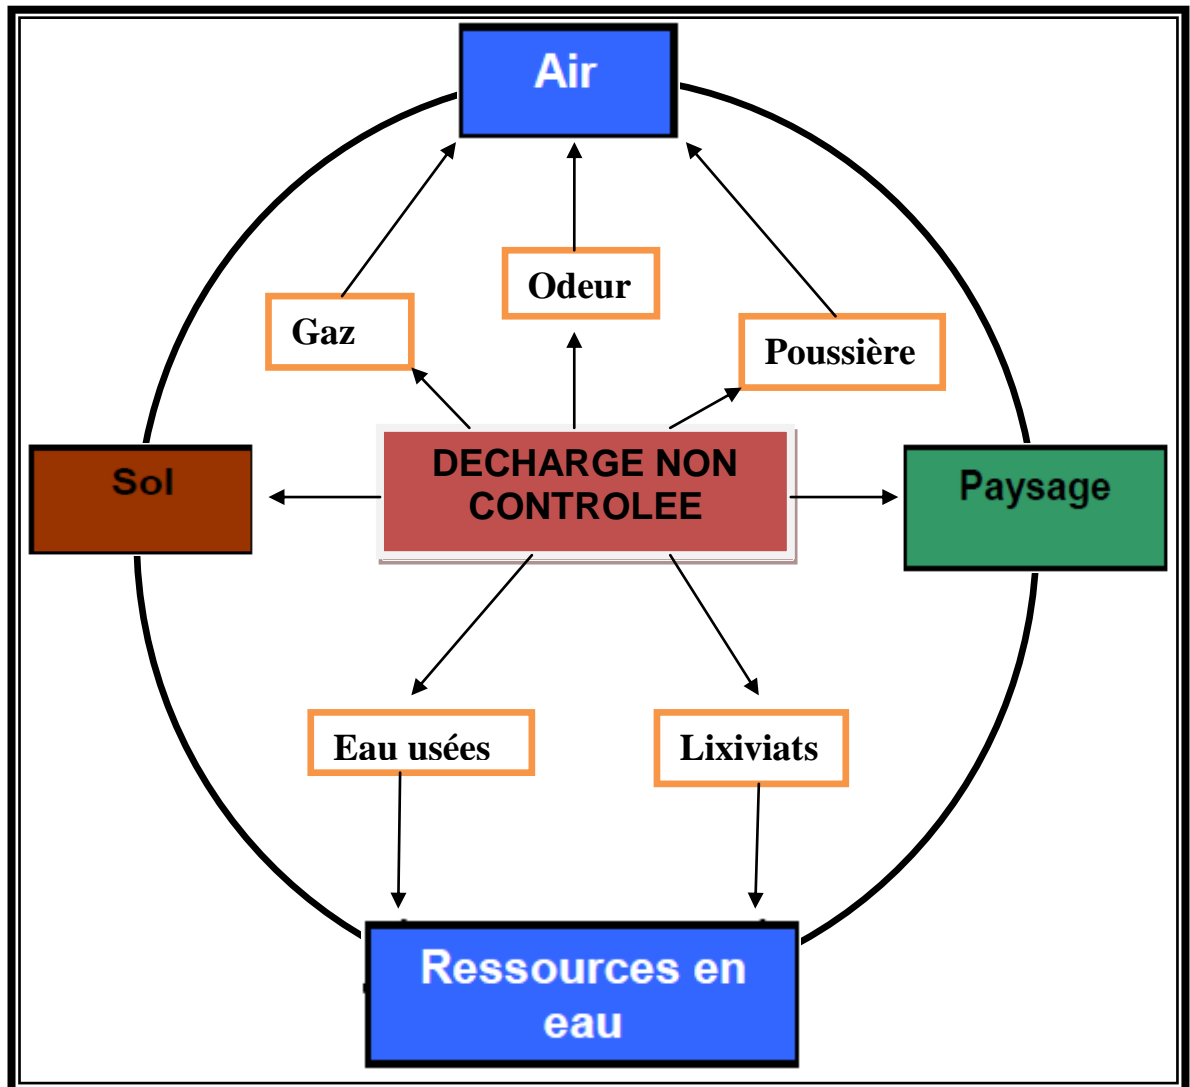 Air
Odeur
Gaz
Poussière
DECHARGE NON
CONTROLEE
Sol
Paysage
Eau usées
Lixiviats
Ressources en
eau